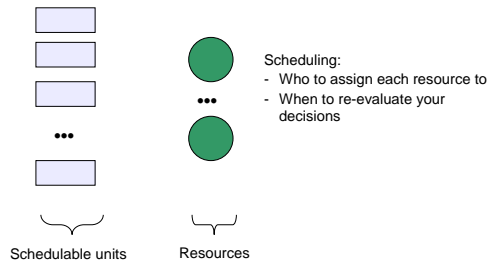 Scheduling:
- Who to assign each resource to
- When to re-evaluate your
decisions
Schedulable units
Resources